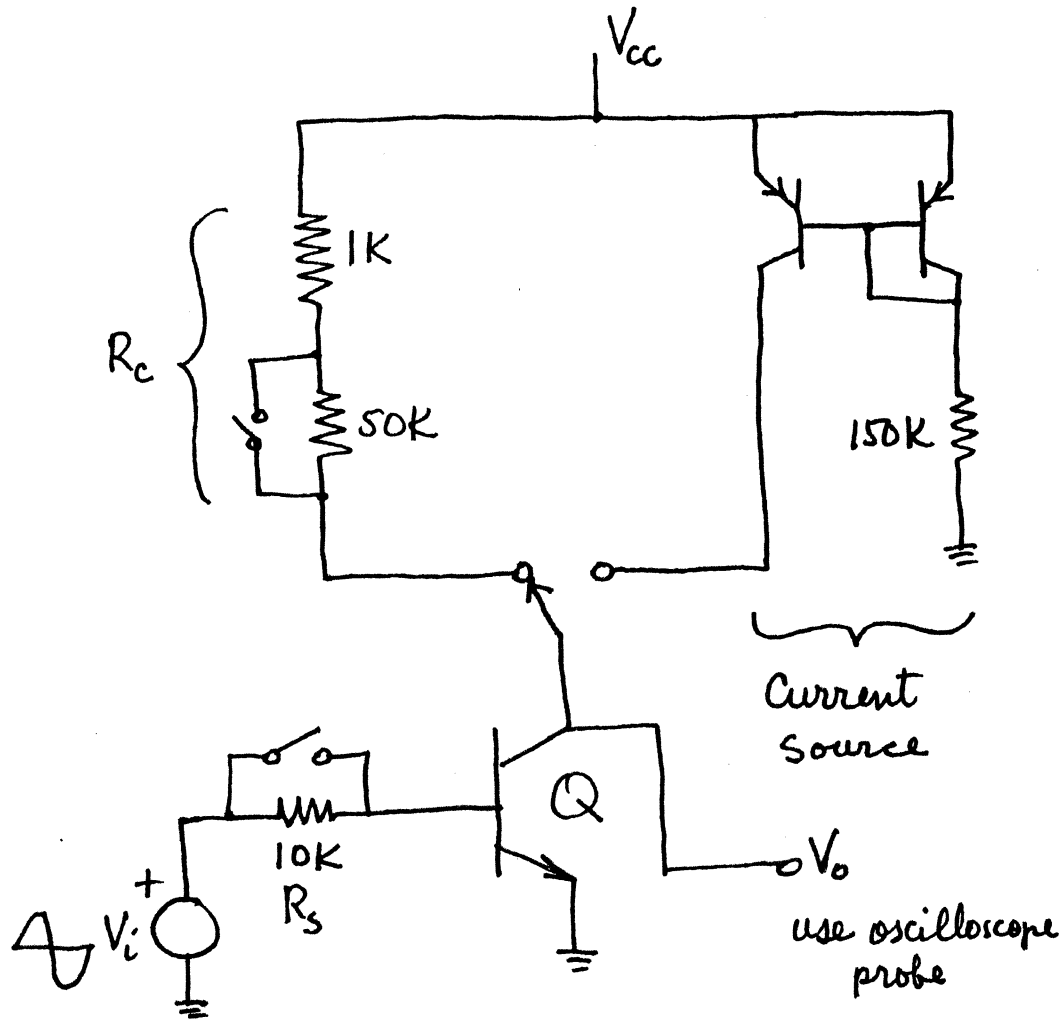 Vcc
1K
Rc
50K
150K
Current
Source
Q
10K
Rs
+
Vi
Vo
use oscilloscope
probe